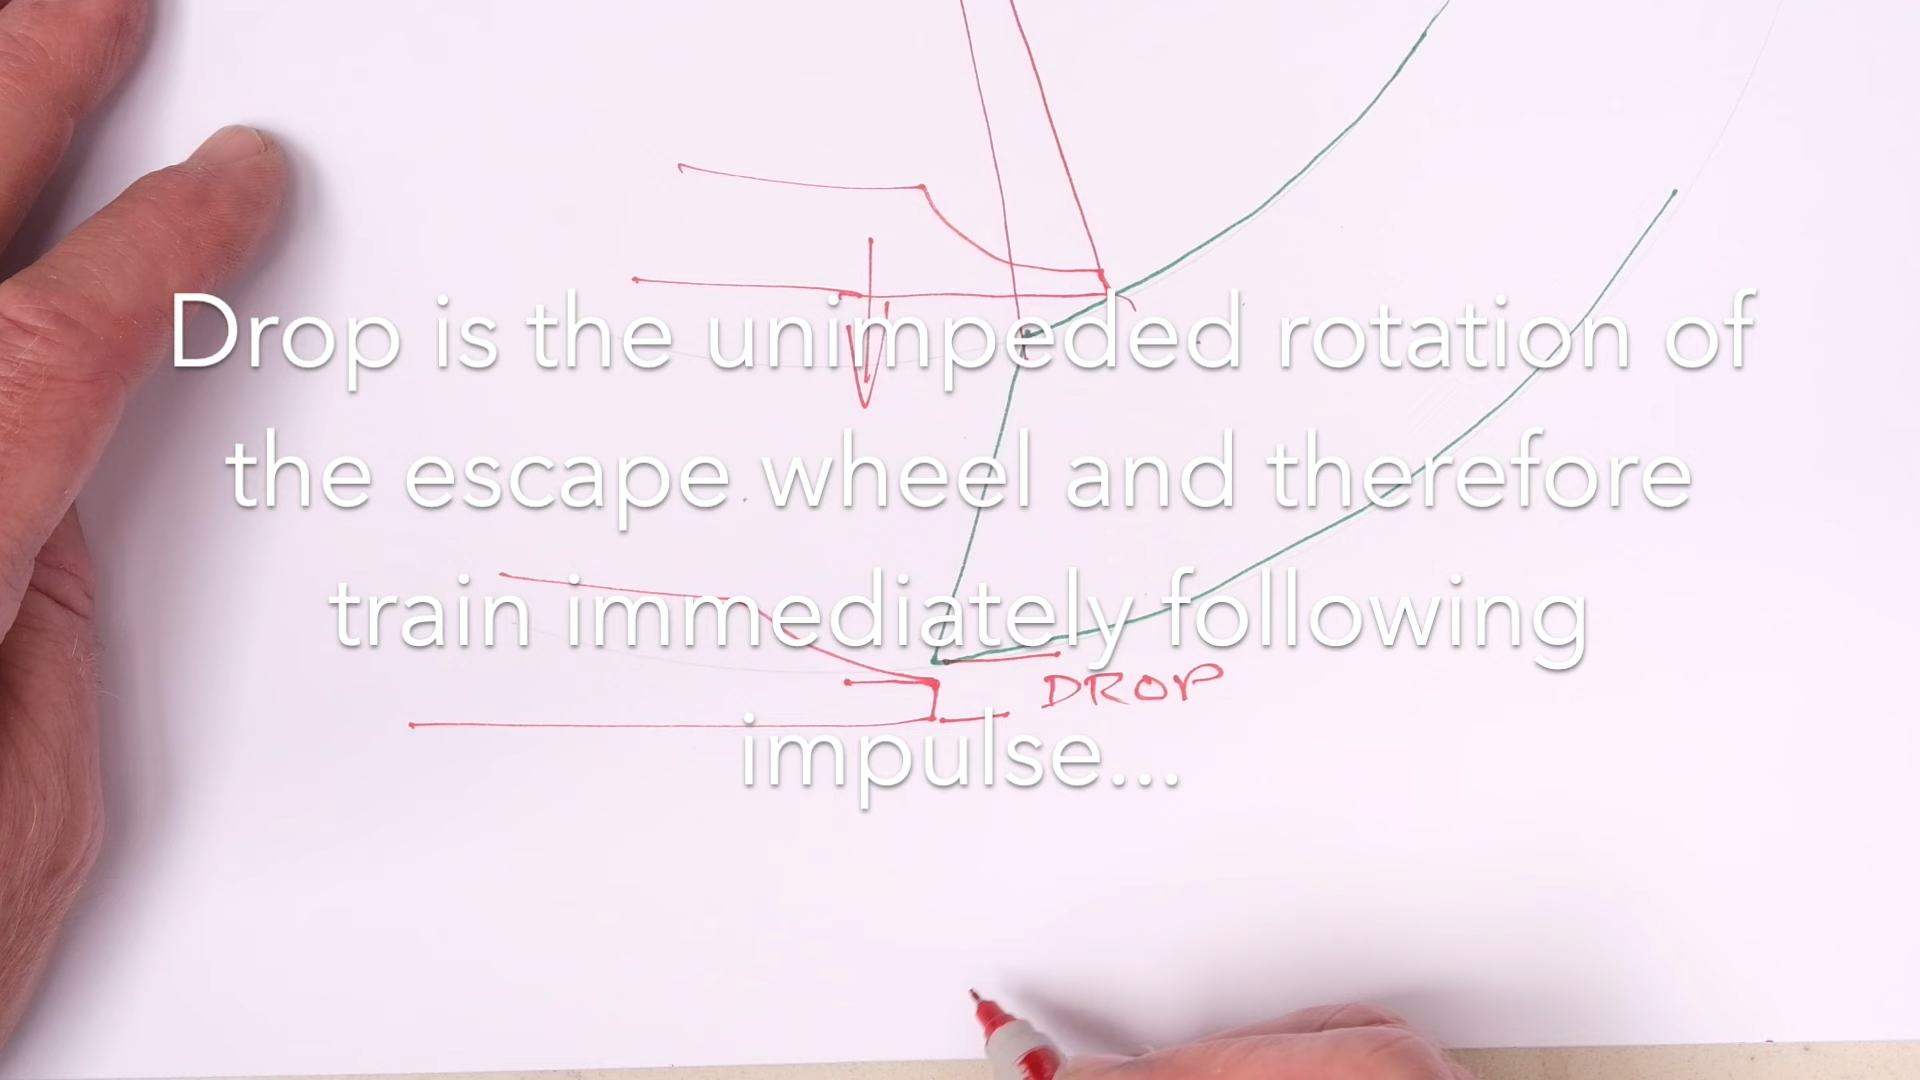 Drop is the unimpeded rotation of
the escape wheel and therefore
train immediately following
DROP
impulse...